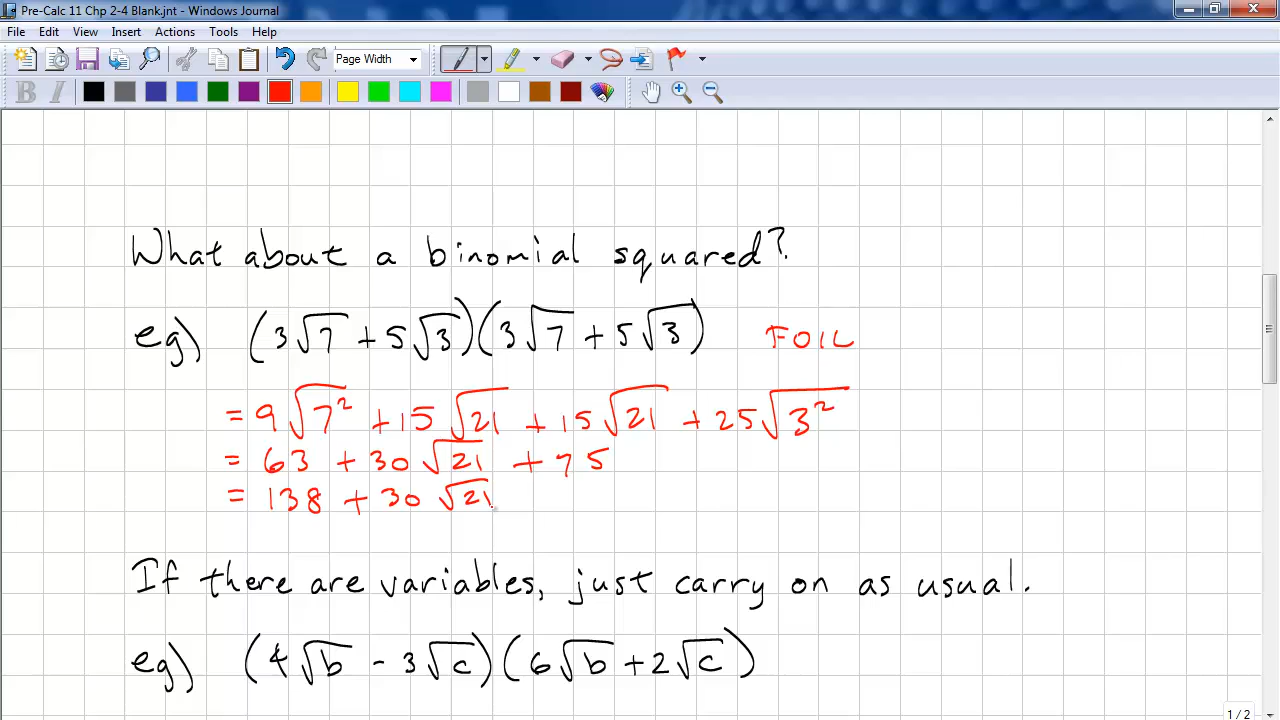 Pre-Calc 11 Chp 2-4 Blank.jnt - Windows Journal
File Edit View Insert Actions Tools Help
Page Width
B I
What about a binomial squared?
eg) (3√7 + 5√3)(3√7 + 5√3) FOIL
= 9√7² + 15√21 + 15√21 + 25√3²
= 63 + 30√21 + 75
= 138 + 30√21
If there are variables, just carry on as usual.
eg) (4√b - 3√c)(6√b + 2√c)
1/2